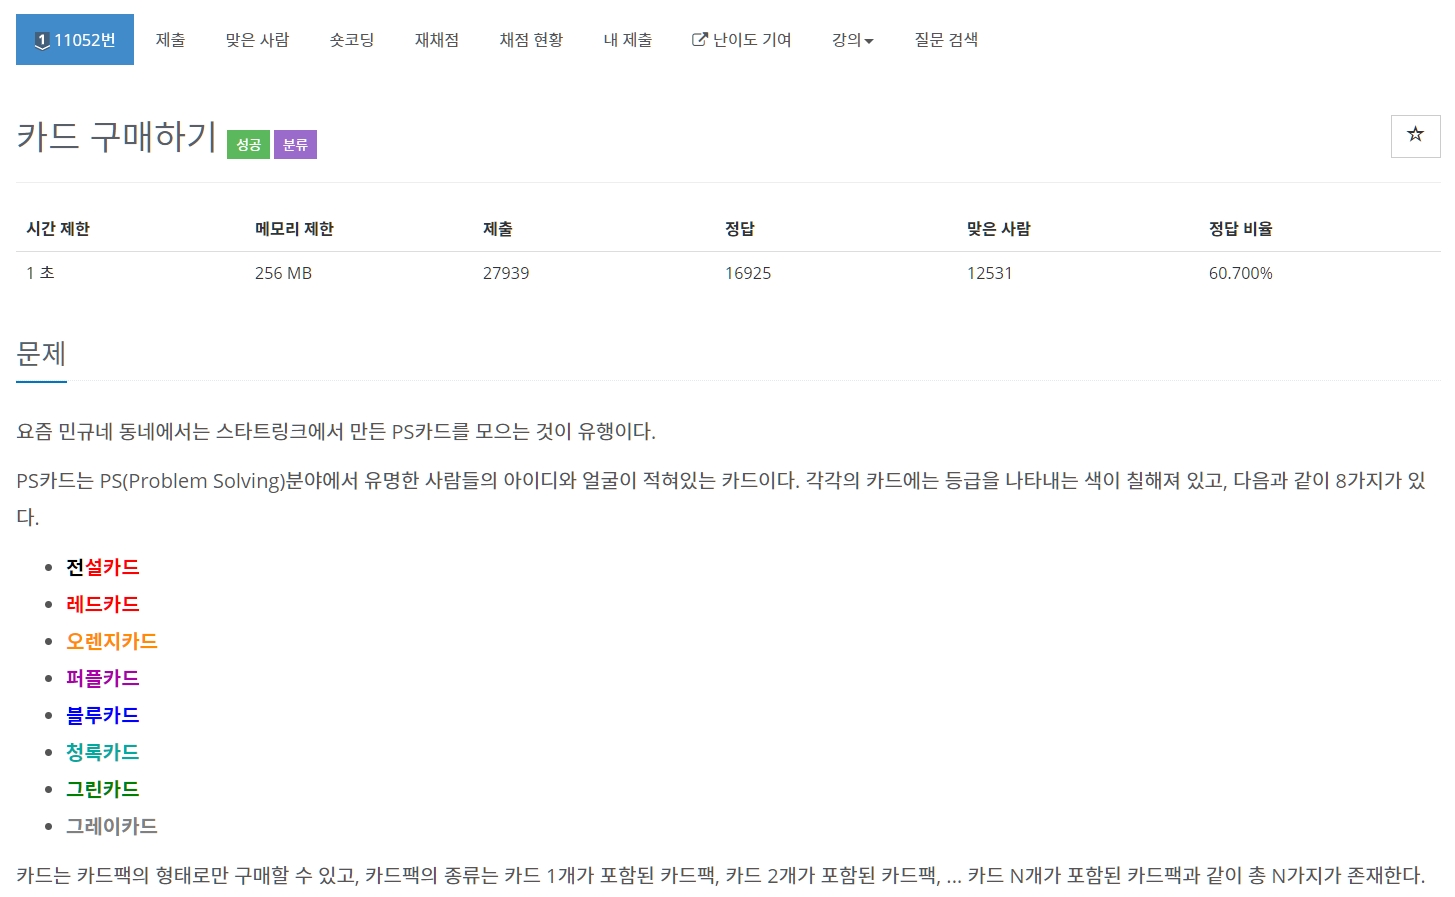 1 11052번 제출 맞은 사람 숏코딩 재채점 채점 현황 내 제출 난이도 기여 강의 질문 검색
카드 구매하기 성공 분류
시간 제한 메모리 제한 제출 정답 맞은 사람 정답 비율
1 초 256 MB 27939 16925 12531 60.700%
문제
요즘 민규네 동네에서는 스타트링크에서 만든 PS카드를 모으는 것이 유행이다.
PS카드는 PS(Problem Solving)분야에서 유명한 사람들의 아이디와 얼굴이 적혀있는 카드이다. 각각의 카드에는 등급을 나타내는 색이 칠해져 있고, 다음과 같이 8가지가 있
다.
전설카드
레드카드
오렌지카드
퍼플카드
블루카드
청록카드
그린카드
그레이카드
카드는 카드팩의 형태로만 구매할 수 있고, 카드팩의 종류는 카드 1개가 포함된 카드팩, 카드 2개가 포함된 카드팩, ... 카드 N개가 포함된 카드팩과 같이 총 N가지가 존재한다.